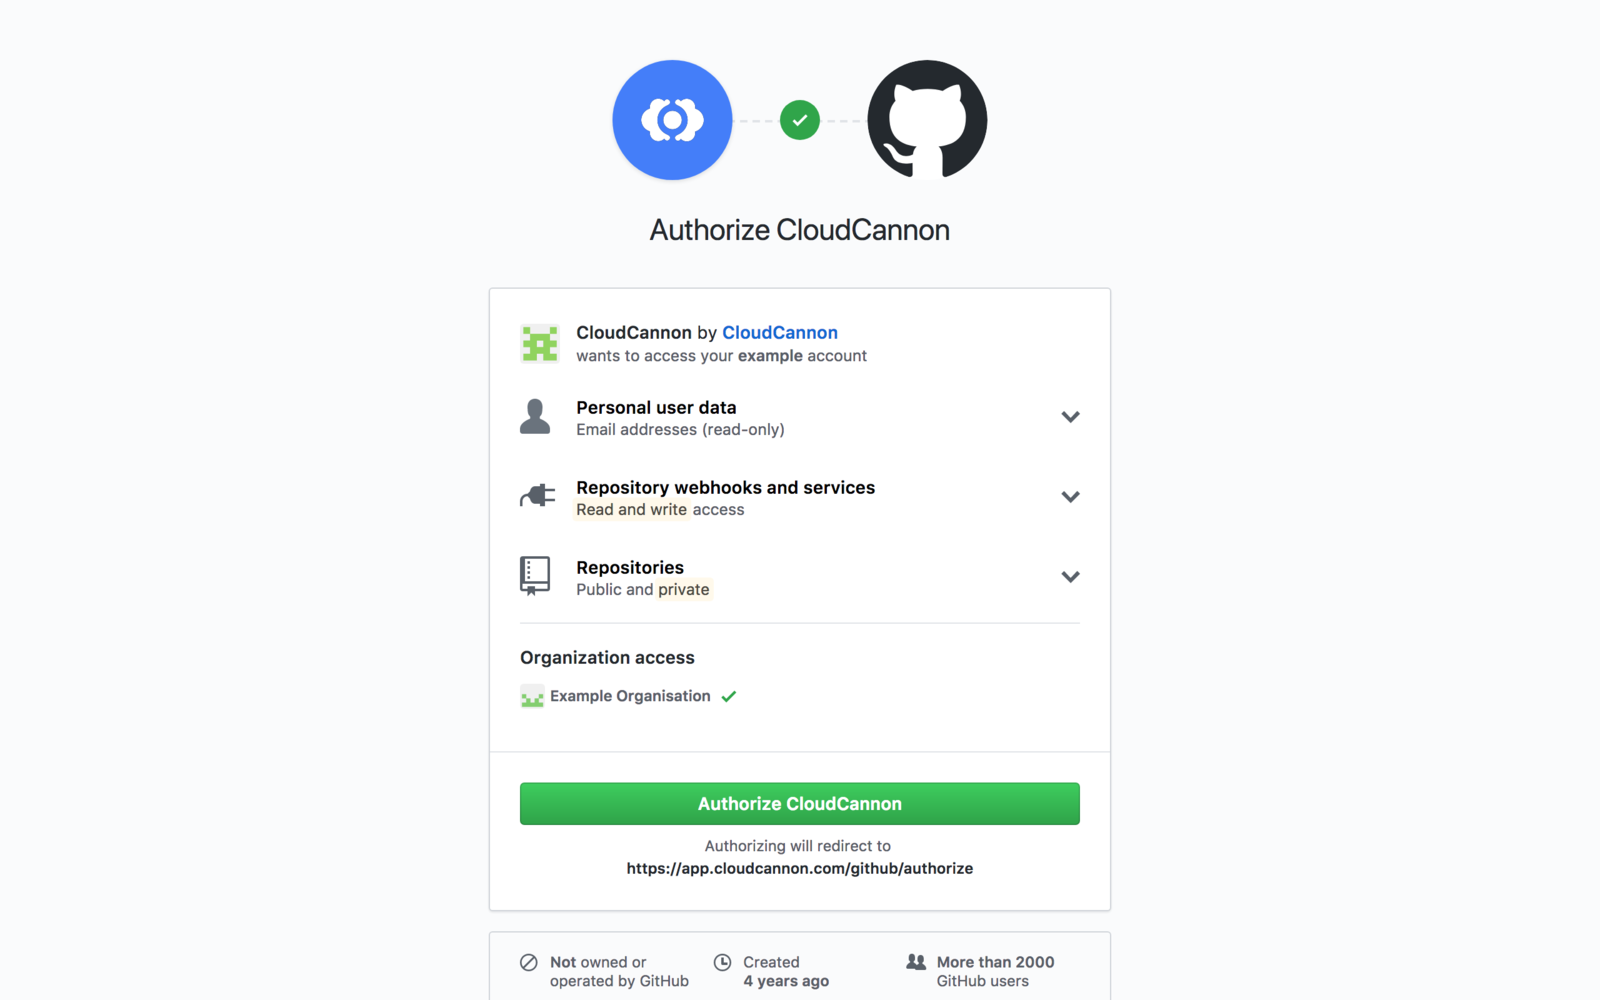 Authorize CloudCannon
CloudCannon by CloudCannon
wants to access your example account
Personal user data
Email addresses (read-only)
Repository webhooks and services
Read and write access
Repositories
Public and private
Organization access
Example Organisation
Authorize CloudCannon
Authorizing will redirect to
https://app.cloudcannon.com/github/authorize
Not owned or
operated by GitHub
Created
4 years ago
More than 2000
GitHub users